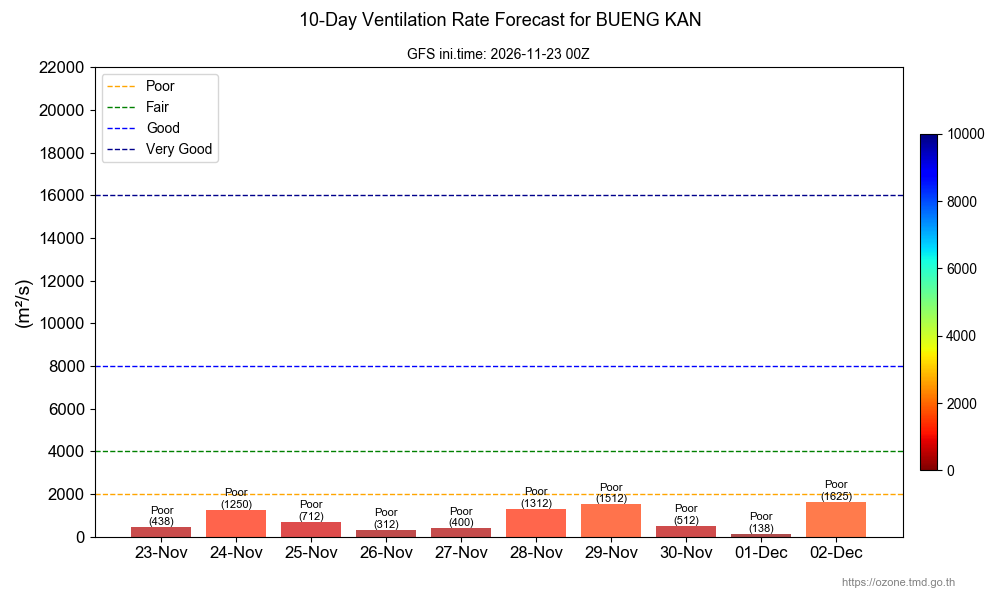 10-Day Ventilation Rate Forecast for BUENG KAN
GFS ini.time: 2026-11-23 00Z
22000
20000
18000
16000
14000
12000
10000
8000
6000
4000
2000
0
(m²/s)
Poor
Fair
Good
Very Good
Poor
(438)
Poor
(1250)
Poor
(712)
Poor
(312)
Poor
(400)
Poor
(1312)
Poor
(1512)
Poor
(512)
Poor
(138)
Poor
(1625)
23-Nov 24-Nov 25-Nov 26-Nov 27-Nov 28-Nov 29-Nov 30-Nov 01-Dec 02-Dec
10000
8000
6000
4000
2000
0
https://ozone.tmd.go.th